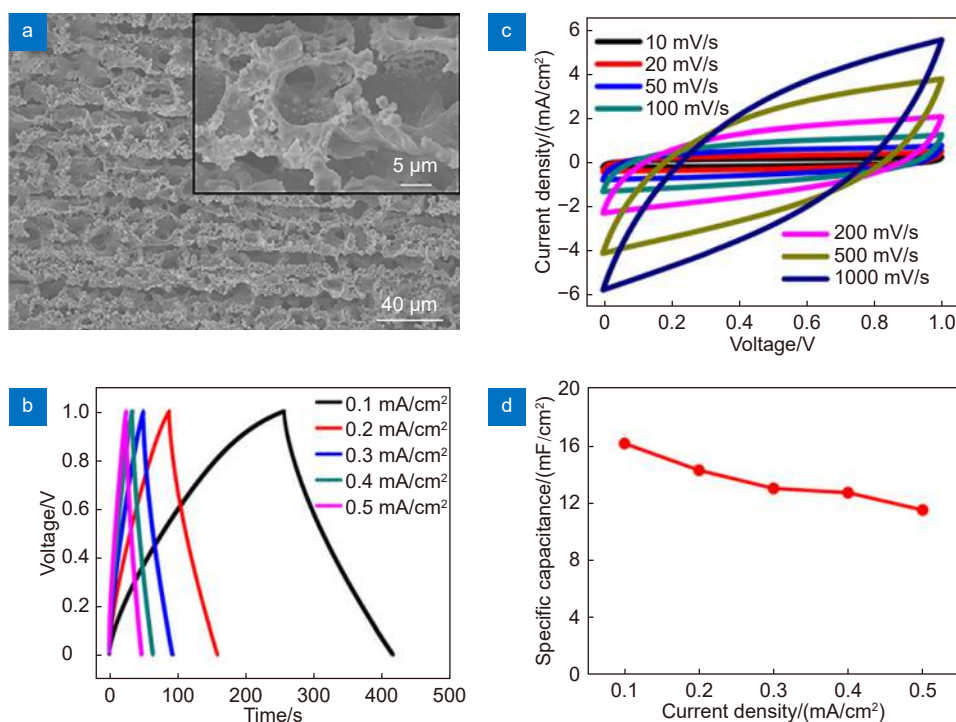 a
5 μm
40 μm
c
6
4
2
0
−2
−4
−6
Current density/(mA/cm²)
10 mV/s
20 mV/s
50 mV/s
100 mV/s
200 mV/s
500 mV/s
1000 mV/s
0
0.2
0.4
0.6
0.8
1.0
Voltage/V
b
1.0
0.8
0.6
0.4
0.2
0
Voltage/V
0.1 mA/cm²
0.2 mA/cm²
0.3 mA/cm²
0.4 mA/cm²
0.5 mA/cm²
0
100
200
300
400
500
Time/s
d
20
16
12
8
4
0
Specific capacitance/(mF/cm²)
0.1
0.2
0.3
0.4
0.5
Current density/(mA/cm²)